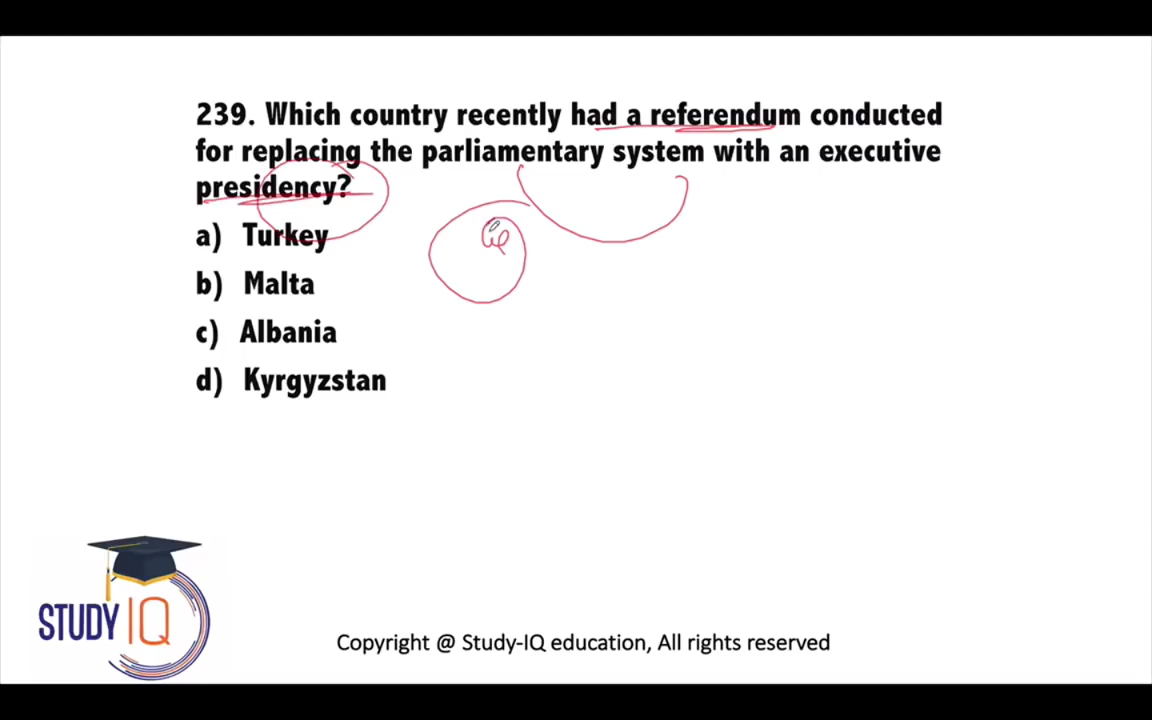 239. Which country recently had a referendum conducted
for replacing the parliamentary system with an executive
presidency?
a) Turkey
b) Malta
c) Albania
d) Kyrgyzstan
STUDY IQ
Copyright @ Study-IQ education, All rights reserved